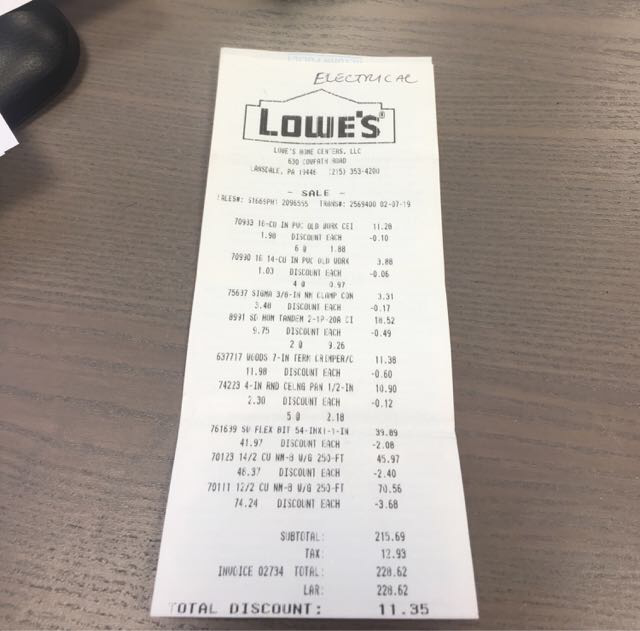 ELECTRICAL
LOWE'S®
LOWE'S HOME CENTERS, LLC
630 COWPATH ROAD
LANSDALE, PA 19446 (215) 353-4200
- SALE -
SALES#: 2096555 TRANS#: 2569400 02-07-19
70933 16-CU IN PVC OLD WORK CEI 11.28
1.98 DISCOUNT EACH -0.10
6 @ 1.88
70930 1G 14-CU IN PVC OLD WORK 3.88
1.03 DISCOUNT EACH -0.06
4 @ 0.97
75637 SIGMA 3/8-IN NM CLAMP CON 3.31
3.48 DISCOUNT EACH -0.17
8991 SD HOM TANDEM 2-1P-20A CI 18.52
9.75 DISCOUNT EACH -0.49
2 @ 9.26
637717 WOODS 7-IN TERM CRIMPER/C 11.38
11.98 DISCOUNT EACH -0.60
74223 4-IN RND CELNG PAN 1/2-IN 10.90
2.30 DISCOUNT EACH -0.12
5 @ 2.18
761639 SV FLEX BIT 54-INX1-1-IN 39.89
41.97 DISCOUNT EACH -2.08
70123 14/2 CU NM-B W/G 250-FT 45.97
48.37 DISCOUNT EACH -2.40
70111 12/2 CU NM-B W/G 250-FT 70.56
74.24 DISCOUNT EACH -3.68
SUBTOTAL: 215.69
TAX: 12.93
INVOICE 02734 TOTAL: 228.62
LAR: 228.62
TOTAL DISCOUNT: 11.35